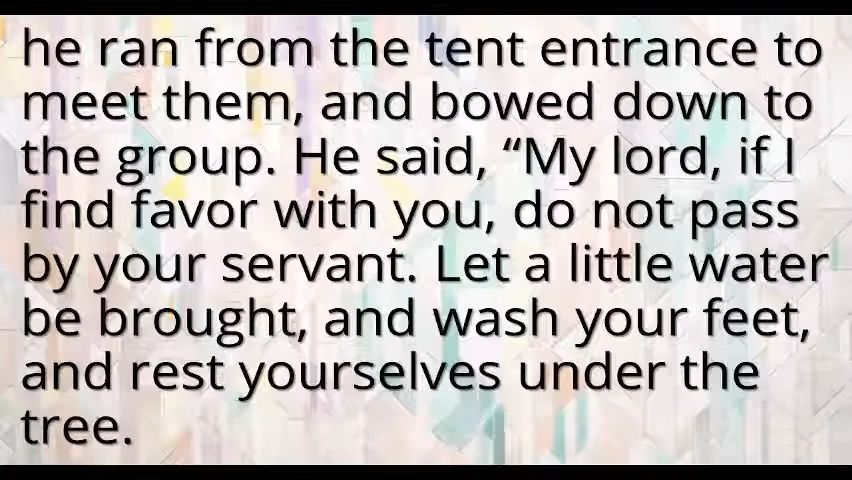 he ran from the tent entrance to
meet them, and bowed down to
the group. He said, “My lord, if I
find favor with you, do not pass
by your servant. Let a little water
be brought, and wash your feet,
and rest yourselves under the
tree.